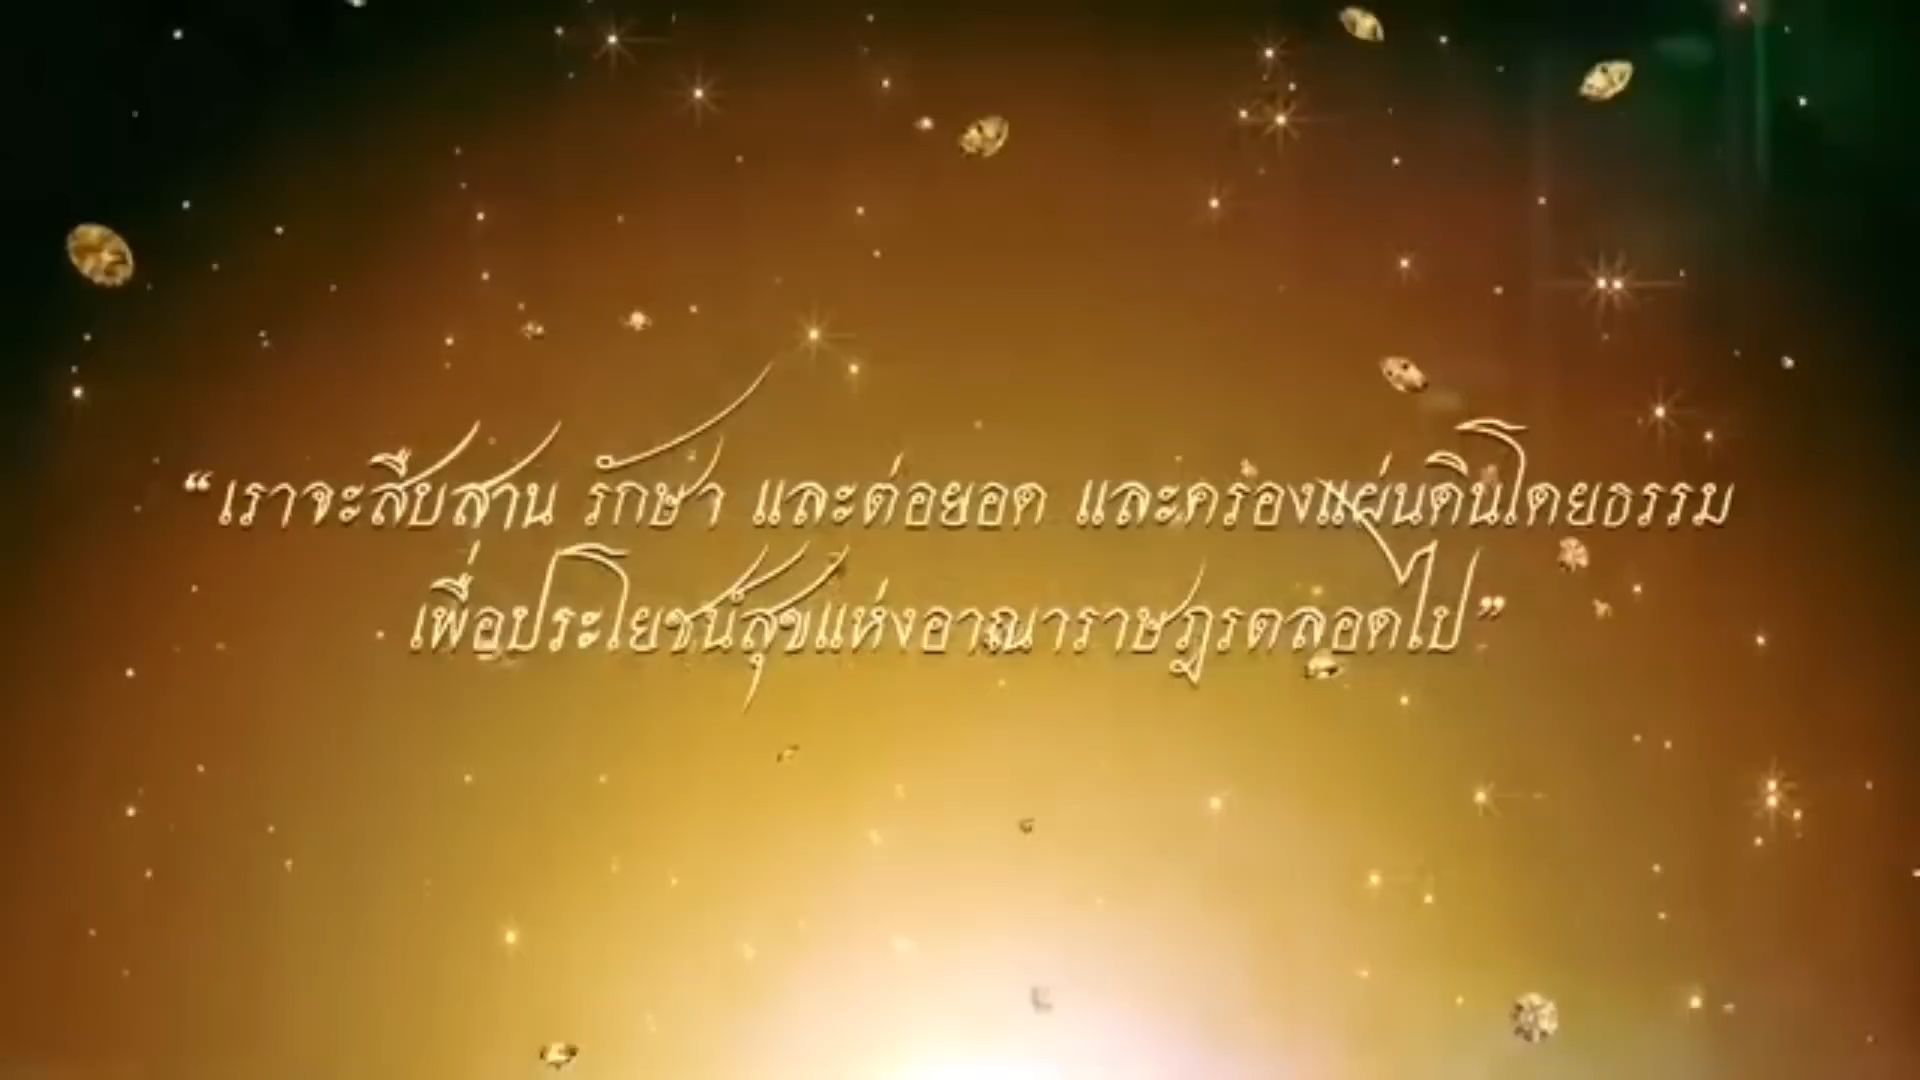 “เราจะสืบสาน รักษา และต่อยอด และครองแผ่นดินโดยธรรม
เพื่อประโยชน์สุขแห่งอาณาราษฎรตลอดไป”